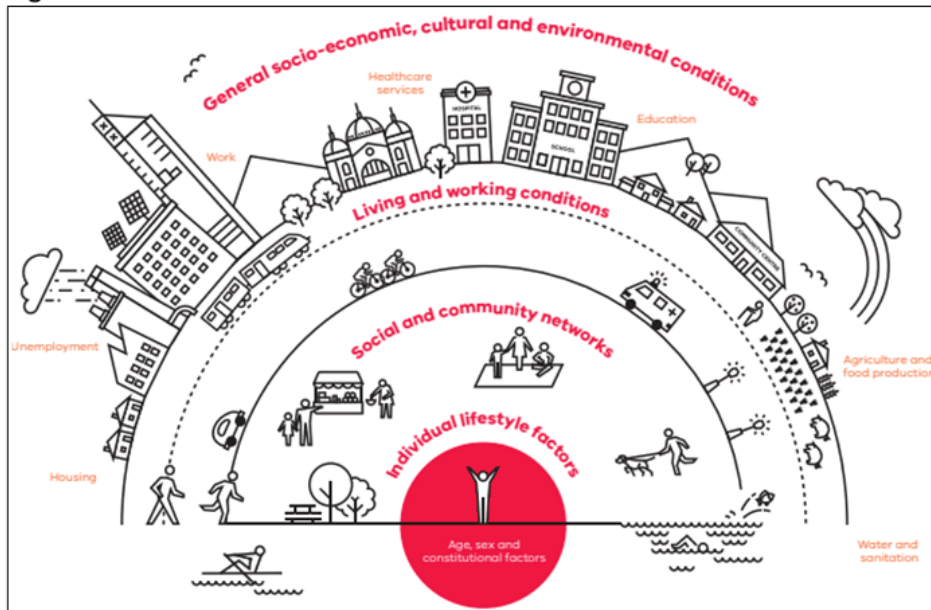 General socio-economic, cultural and environmental conditions
Healthcare
services
HOSPITAL
Education
SCHOOL
Work
Living and working conditions
COMMUNITY CENTRE
Social and community networks
Unemployment
Agriculture and
food production
Individual lifestyle factors
Housing
Age, sex and
constitutional factors
Water and
sanitation